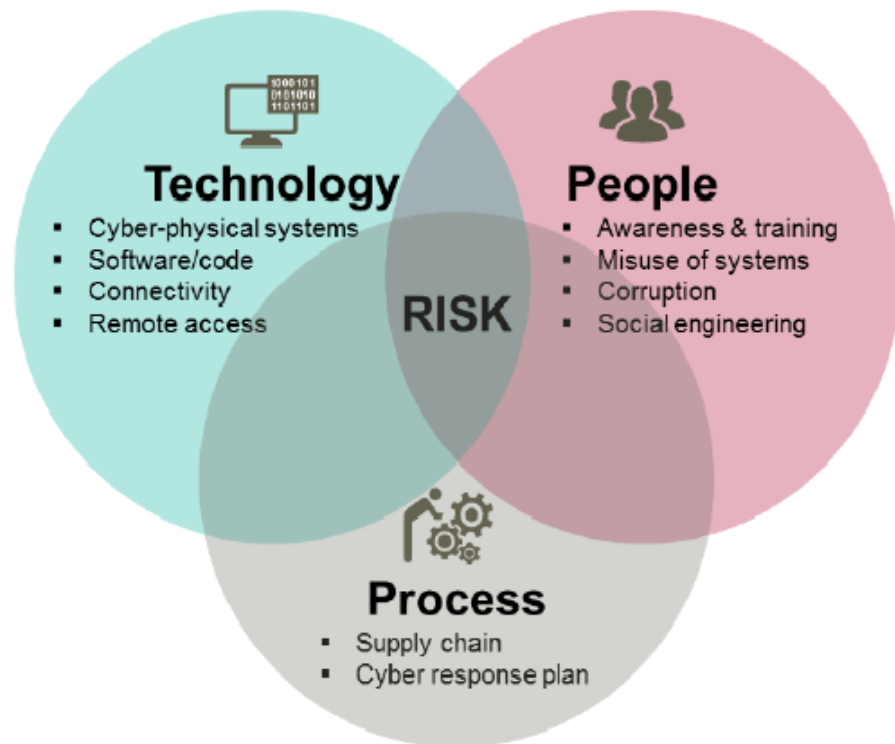 1000101
0101010
1101101
Technology
▪ Cyber-physical systems
▪ Software/code
▪ Connectivity
▪ Remote access
People
▪ Awareness & training
▪ Misuse of systems
▪ Corruption
▪ Social engineering
RISK
Process
▪ Supply chain
▪ Cyber response plan